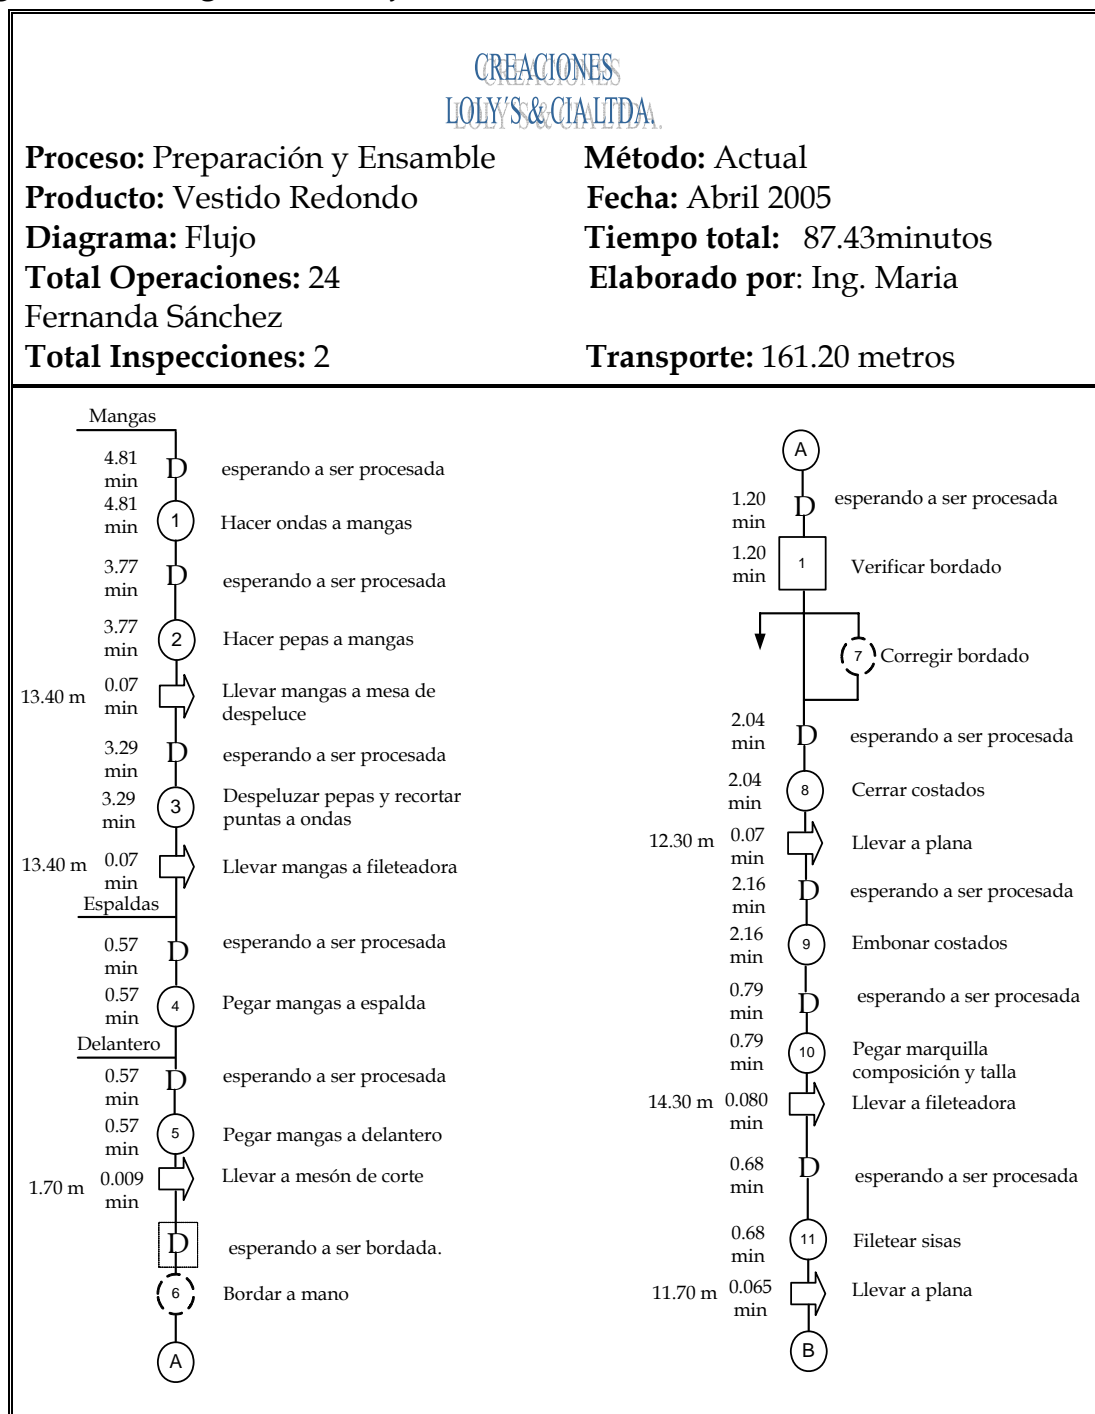 CREACIONES
LOLY´S & CIA LTDA.
Proceso: Preparación y Ensamble Método: Actual
Producto: Vestido Redondo Fecha: Abril 2005
Diagrama: Flujo Tiempo total: 87.43minutos
Total Operaciones: 24 Elaborado por: Ing. Maria
Fernanda Sánchez
Total Inspecciones: 2 Transporte: 161.20 metros
Mangas
4.81 min D esperando a ser procesada
4.81 min 1 Hacer ondas a mangas
3.77 min D esperando a ser procesada
3.77 min 2 Hacer pepas a mangas
13.40 m 0.07 min Llevar mangas a mesa de
despeluce
3.29 min D esperando a ser procesada
3.29 min 3 Despeluzar pepas y recortar
puntas a ondas
13.40 m 0.07 min Llevar mangas a fileteadora
Espaldas
0.57 min D esperando a ser procesada
0.57 min 4 Pegar mangas a espalda
Delantero
0.57 min D esperando a ser procesada
0.57 min 5 Pegar mangas a delantero
1.70 m 0.009 min Llevar a mesón de corte
D esperando a ser bordada.
6 Bordar a mano
A
A
1.20 min D esperando a ser procesada
1.20 min 1 Verificar bordado
7 Corregir bordado
2.04 min D esperando a ser procesada
2.04 min 8 Cerrar costados
12.30 m 0.07 min Llevar a plana
2.16 min D esperando a ser procesada
2.16 min 9 Embonar costados
0.79 min D esperando a ser procesada
0.79 min 10 Pegar marquilla
composición y talla
14.30 m 0.080 min Llevar a fileteadora
0.68 min D esperando a ser procesada
0.68 min 11 Filetear sisas
11.70 m 0.065 min Llevar a plana
B